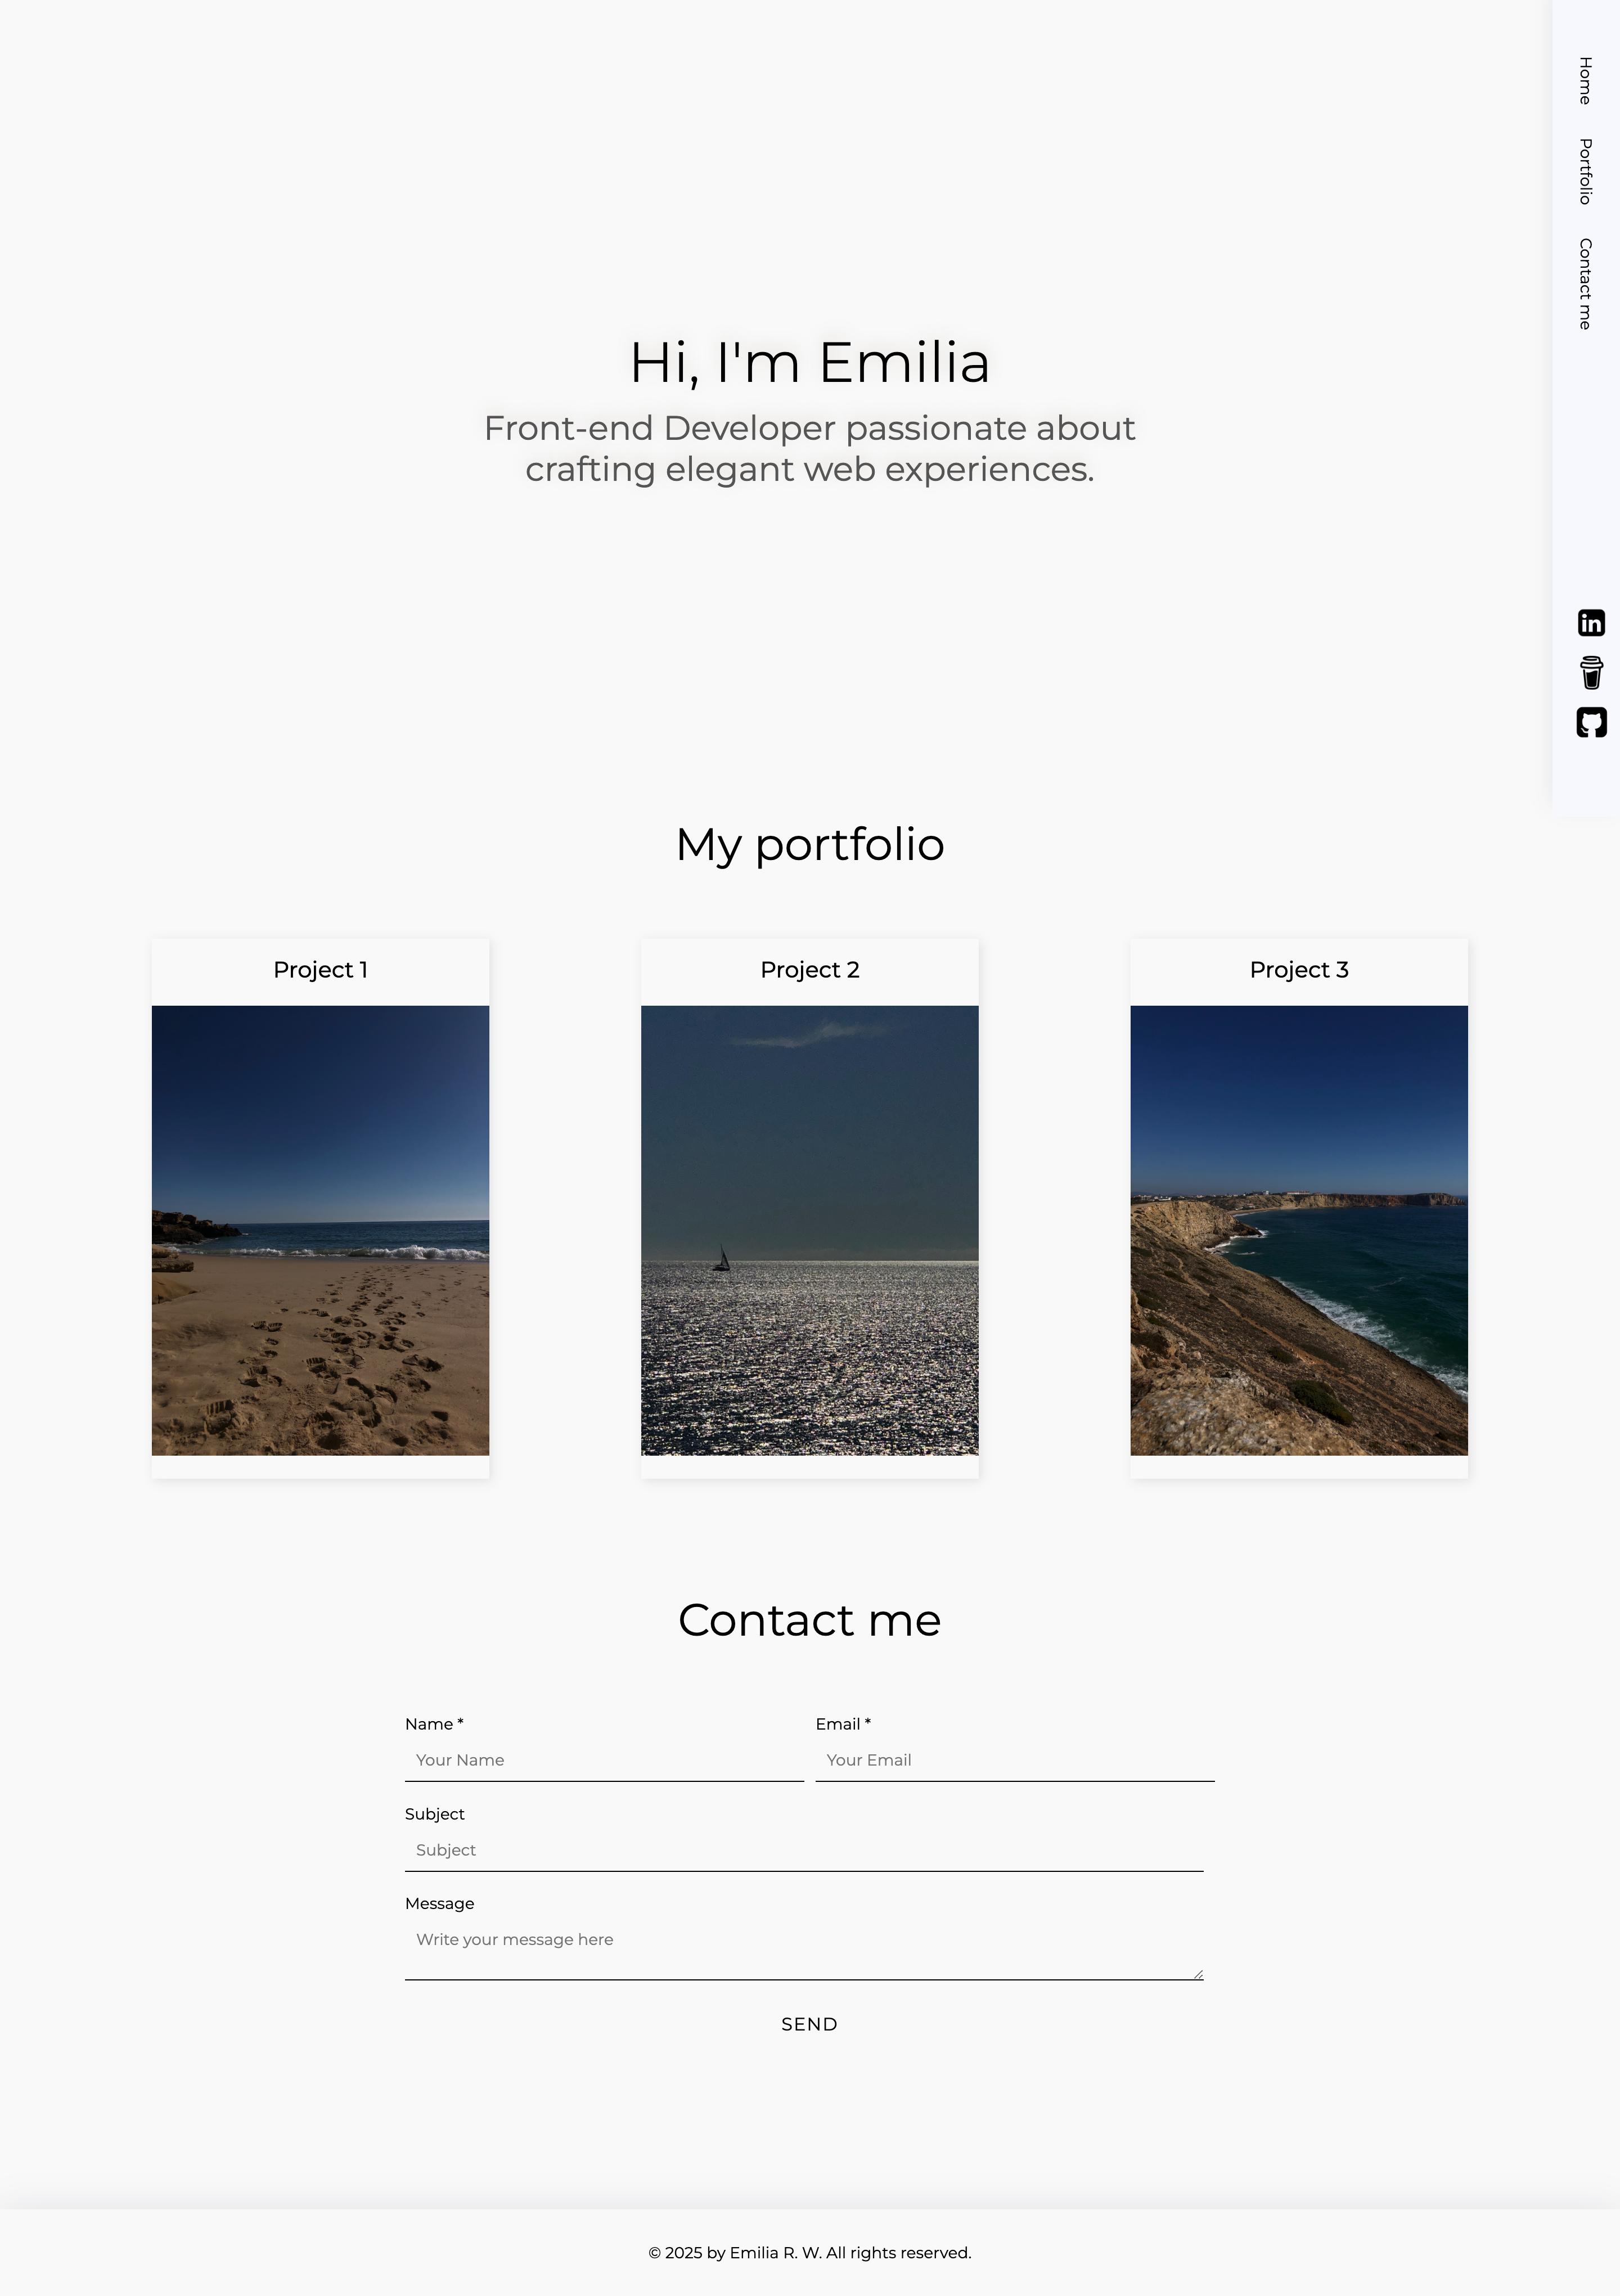 Home
Portfolio
Contact me
Hi, I'm Emilia
Front-end Developer passionate about
crafting elegant web experiences.
in
My portfolio
Project 1
Project 2
Project 3
Contact me
Name *
Email *
Your Name
Your Email
Subject
Subject
Message
Write your message here
SEND
© 2025 by Emilia R. W. All rights reserved.